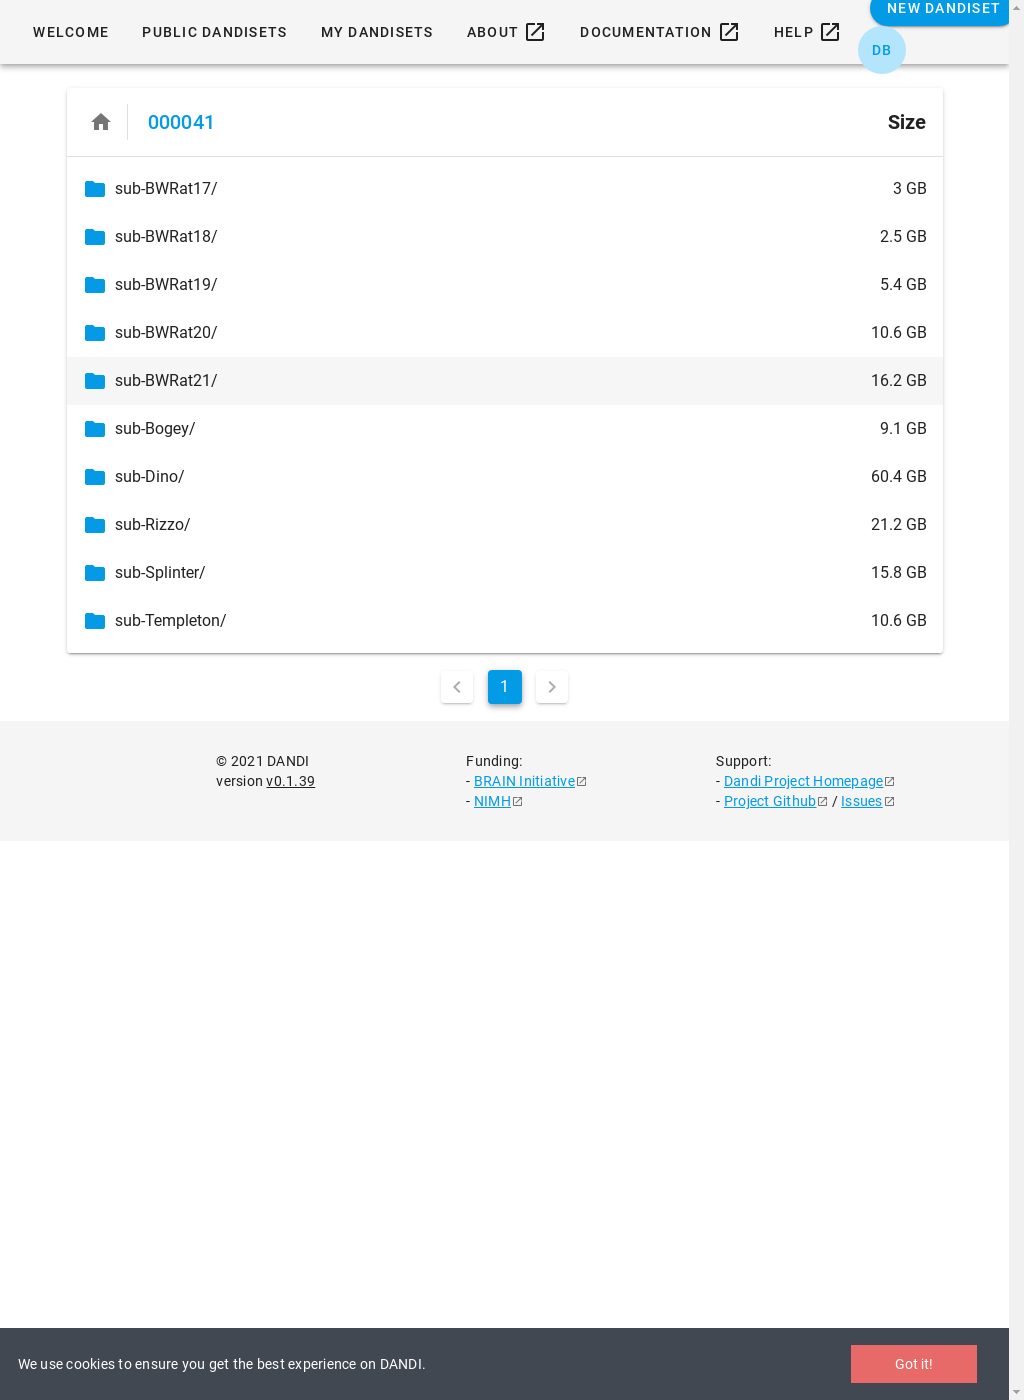 WELCOME PUBLIC DANDISETS MY DANDISETS ABOUT DOCUMENTATION HELP NEW DANDISET
DB
000041 Size
sub-BWRat17/ 3 GB
sub-BWRat18/ 2.5 GB
sub-BWRat19/ 5.4 GB
sub-BWRat20/ 10.6 GB
sub-BWRat21/ 16.2 GB
sub-Bogey/ 9.1 GB
sub-Dino/ 60.4 GB
sub-Rizzo/ 21.2 GB
sub-Splinter/ 15.8 GB
sub-Templeton/ 10.6 GB
1
© 2021 DANDI
version v0.1.39
Funding:
- BRAIN Initiative
- NIMH
Support:
- Dandi Project Homepage
- Project Github / Issues
We use cookies to ensure you get the best experience on DANDI. Got it!